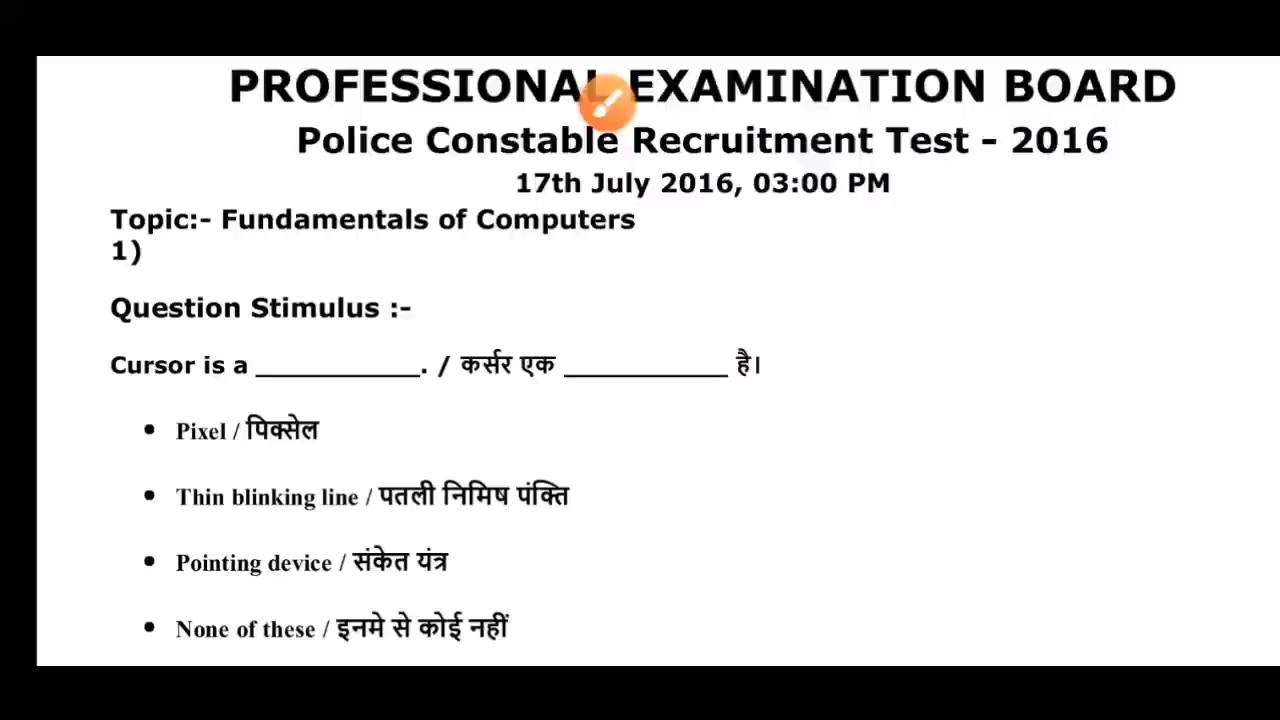 PROFESSIONAL EXAMINATION BOARD
Police Constable Recruitment Test - 2016
17th July 2016, 03:00 PM
Topic:- Fundamentals of Computers
1)
Question Stimulus :-
Cursor is a ____________. / कर्सर एक ____________ है।
• Pixel / पिक्सेल
• Thin blinking line / पतली निमिष पंक्ति
• Pointing device / संकेत यंत्र
• None of these / इनमे से कोई नहीं